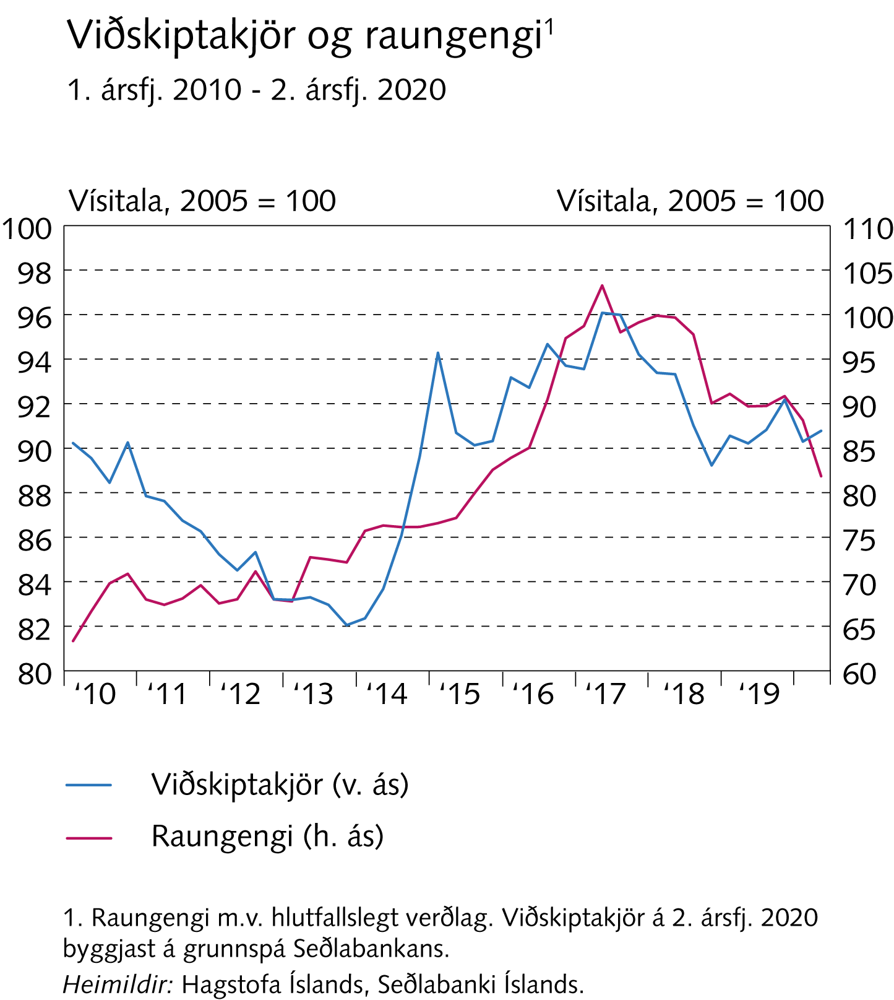 Viðskiptakjör og raungengi¹
1. ársfj. 2010 - 2. ársfj. 2020
Vísitala, 2005 = 100 Vísitala, 2005 = 100
100 110
98 105
96 100
94 95
92 90
90 85
88 80
86 75
84 70
82 65
80 60
‘10 ‘11 ‘12 ‘13 ‘14 ‘15 ‘16 ‘17 ‘18 ‘19
Viðskiptakjör (v. ás)
Raungengi (h. ás)
1. Raungengi m.v. hlutfallslegt verðlag. Viðskiptakjör á 2. ársfj. 2020
byggjast á grunnspá Seðlabankans.
Heimildir: Hagstofa Íslands, Seðlabanki Íslands.